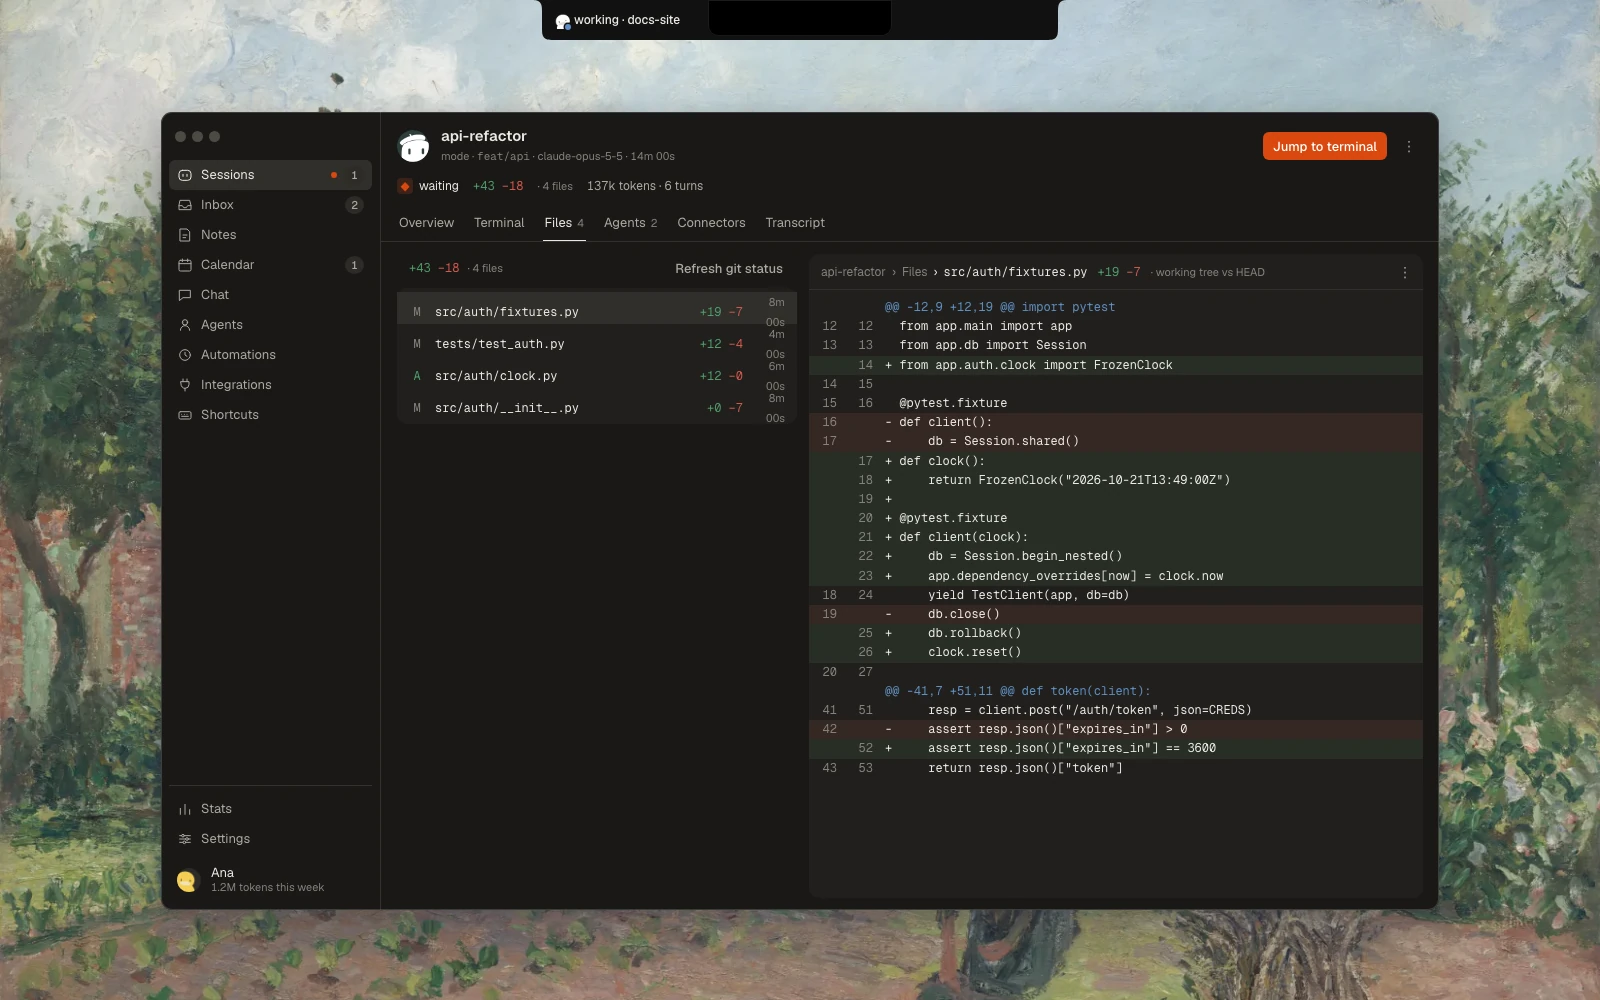 working · docs-site
Sessions 1
Inbox 2
Notes
Calendar 1
Chat
Agents
Automations
Integrations
Shortcuts
Stats
Settings
Ana
1.2M tokens this week
api-refactor
mode · feat/api · claude-opus-5-5 · 14m 00s
Jump to terminal
waiting +43 −18 · 4 files 137k tokens · 6 turns
Overview Terminal Files 4 Agents 2 Connectors Transcript
+43 −18 · 4 files Refresh git status
M src/auth/fixtures.py +19 −7 8m 00s
M tests/test_auth.py +12 −4 4m 00s
A src/auth/clock.py +12 −0 6m 00s
M src/auth/__init__.py +0 −7 8m 00s
api-refactor › Files › src/auth/fixtures.py +19 −7 · working tree vs HEAD
@@ -12,9 +12,19 @@ import pytest
12 12 from app.main import app
13 13 from app.db import Session
14 + from app.auth.clock import FrozenClock
14 15
15 16 @pytest.fixture
16 - def client():
17 -     db = Session.shared()
17 + def clock():
18 +     return FrozenClock("2026-10-21T13:49:00Z")
19 +
20 + @pytest.fixture
21 + def client(clock):
22 +     db = Session.begin_nested()
23 +     app.dependency_overrides[now] = clock.now
18 24     yield TestClient(app, db=db)
19 -     db.close()
25 +     db.rollback()
26 +     clock.reset()
20 27
@@ -41,7 +51,11 @@ def token(client):
41 51     resp = client.post("/auth/token", json=CREDS)
42 -     assert resp.json()["expires_in"] > 0
52 +     assert resp.json()["expires_in"] == 3600
43 53     return resp.json()["token"]